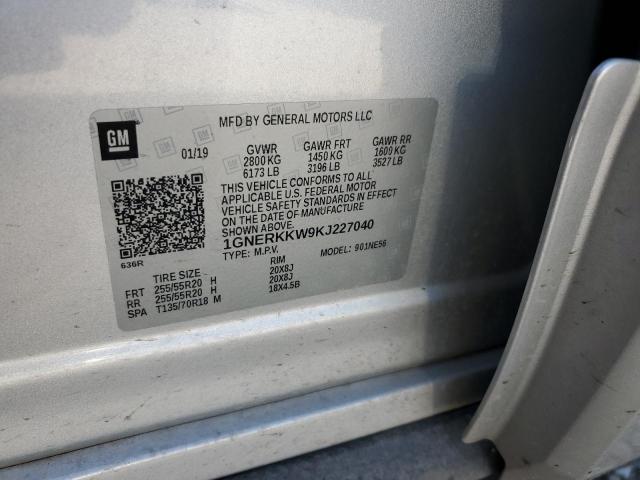 GM
MFD BY GENERAL MOTORS LLC
01/19
GVWR GAWR FRT GAWR RR
2800 KG 1450 KG 1600 KG
6173 LB 3196 LB 3527 LB
THIS VEHICLE CONFORMS TO ALL
APPLICABLE U.S. FEDERAL MOTOR
VEHICLE SAFETY STANDARDS IN EFFECT
ON THE DATE OF MANUFACTURE
SHOWN ABOVE.
1GNERKKW9KJ227040
TYPE: M.P.V. MODEL: 901NE56
636R
TIRE SIZE RIM
FRT 255/55R20 H 20X8J
RR 255/55R20 H 20X8J
SPA T135/70R18 M 18X4.5B